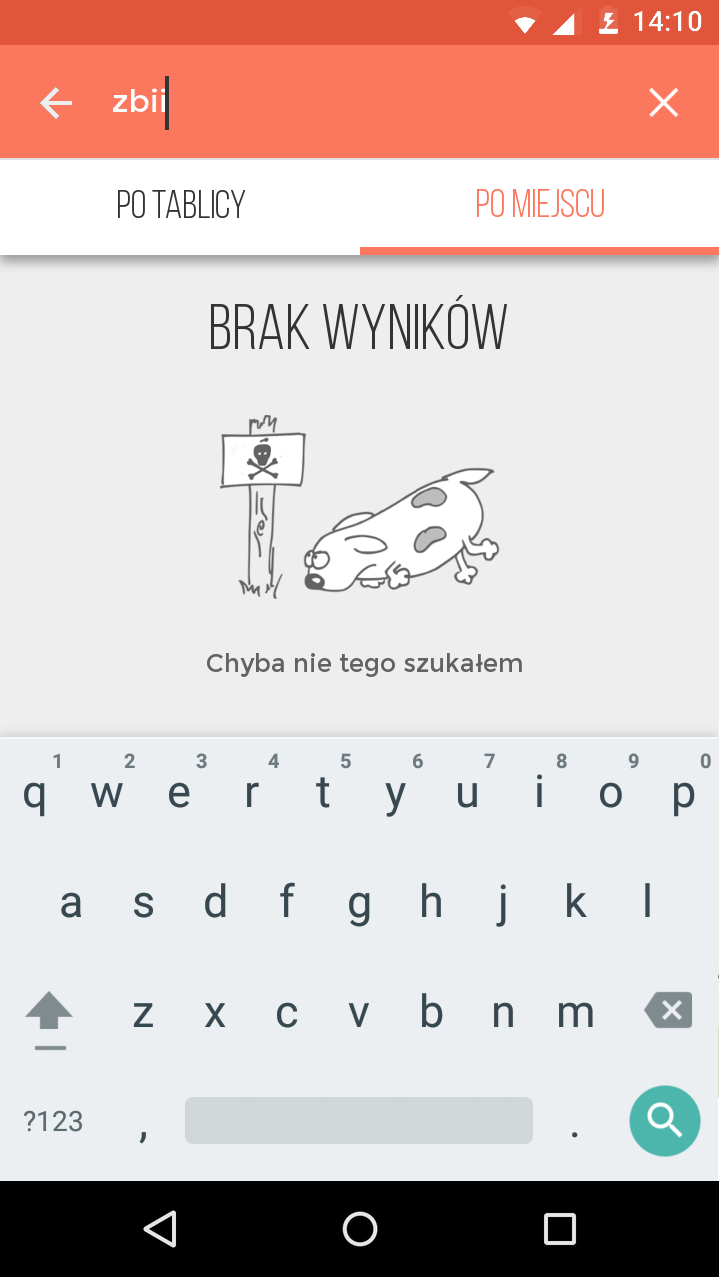 14:10
zbii
PO TABLICY
PO MIEJSCU
BRAK WYNIKÓW
Chyba nie tego szukałem
1 2 3 4 5 6 7 8 9 0
q w e r t y u i o p
a s d f g h j k l
z x c v b n m
?123 , .